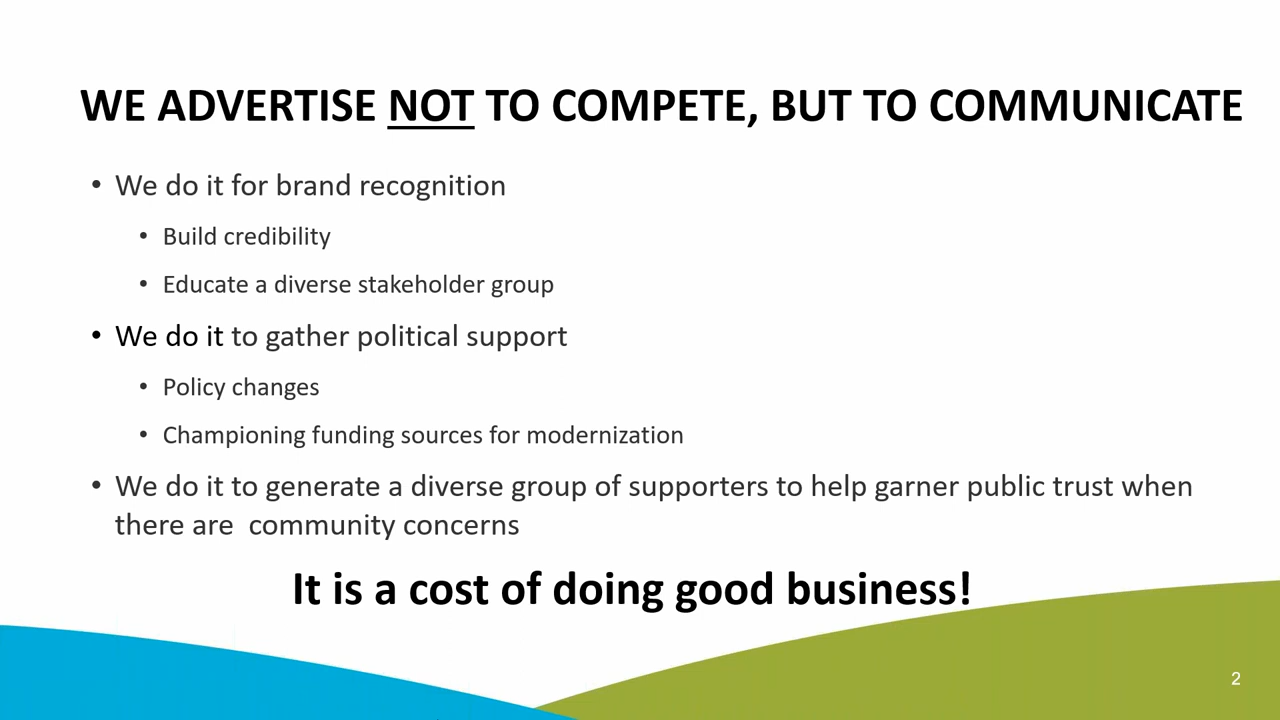 WE ADVERTISE NOT TO COMPETE, BUT TO COMMUNICATE
• We do it for brand recognition
• Build credibility
• Educate a diverse stakeholder group
• We do it to gather political support
• Policy changes
• Championing funding sources for modernization
• We do it to generate a diverse group of supporters to help garner public trust when
there are  community concerns
It is a cost of doing good business!
2